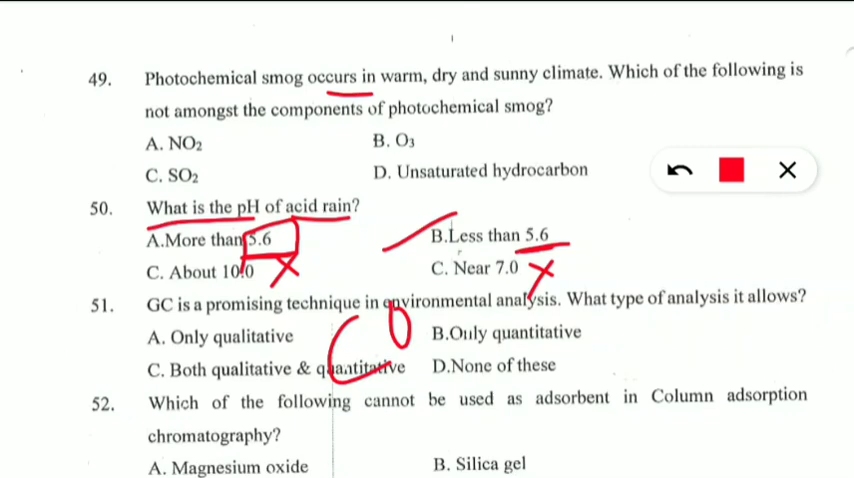 49. Photochemical smog occurs in warm, dry and sunny climate. Which of the following is
not amongst the components of photochemical smog?
A. NO₂ B. O₃
C. SO₂ D. Unsaturated hydrocarbon
50. What is the pH of acid rain?
A.More than 5.6 B.Less than 5.6
C. About 10.0 C. Near 7.0
51. GC is a promising technique in environmental analysis. What type of analysis it allows?
A. Only qualitative B.Only quantitative
C. Both qualitative & quantitative D.None of these
52. Which of the following cannot be used as adsorbent in Column adsorption
chromatography?
A. Magnesium oxide B. Silica gel